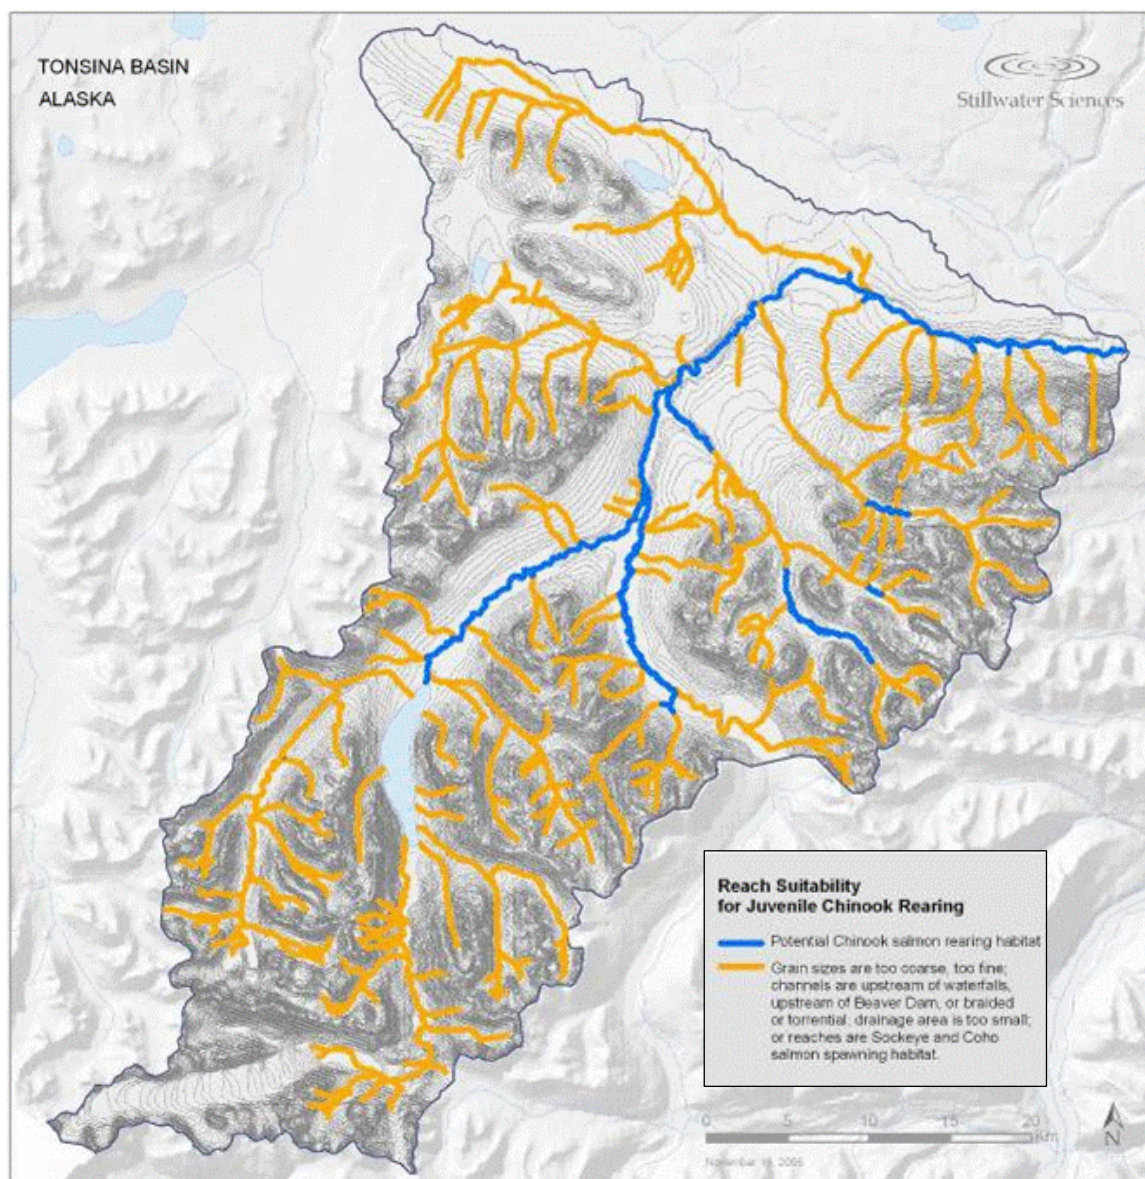 TONSINA BASIN
ALASKA
Stillwater Sciences
Reach Suitability
for Juvenile Chinook Rearing
Potential Chinook salmon rearing habitat
Grain sizes are too coarse, too fine;
channels are upstream of waterfalls,
upstream of Beaver Dam, or braided
or torrential; drainage area is too small;
or reaches are Sockeye and Coho
salmon spawning habitat.
0 5 10 20
Km
N